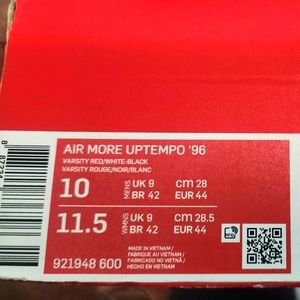 AIR MORE UPTEMPO '96
VARSITY RED/WHITE-BLACK
VARSITY ROUGE/NOIR/BLANC
10 MENS UK 9 CM 28
BR 42 EUR 44
11.5 WMNS UK 9 CM 28.5
BR 42 EUR 44
921948 600
MADE IN VIETNAM /
FABRIQUÉ AU VIETNAM /
FABRICADO NO VIETNÃ /
HECHO EN VIETNAM